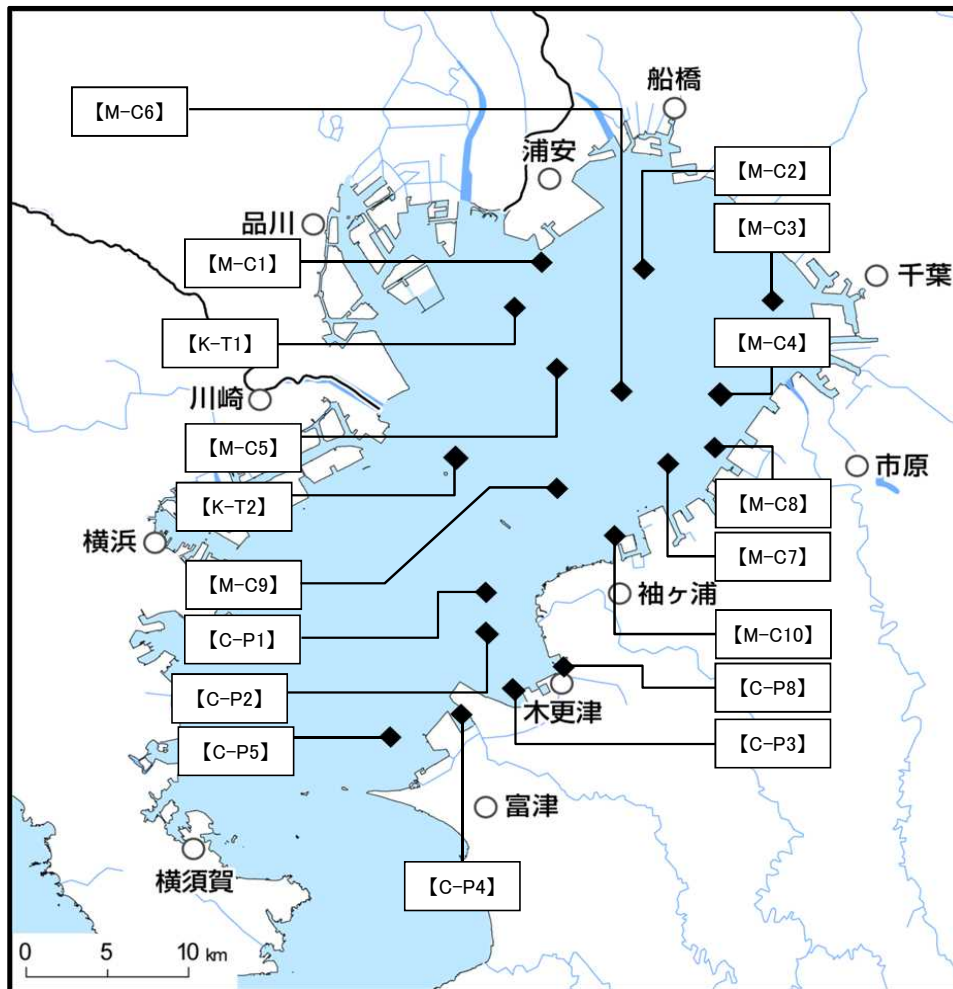 船橋
【M-C6】
浦安
【M-C2】
品川
【M-C3】
【M-C1】
千葉
【K-T1】
【M-C4】
川崎
【M-C5】
市原
【K-T2】
【M-C8】
横浜
【M-C7】
【M-C9】
袖ヶ浦
【C-P1】
【M-C10】
【C-P2】
【C-P8】
木更津
【C-P5】
【C-P3】
富津
横須賀
【C-P4】
0 5 10 km